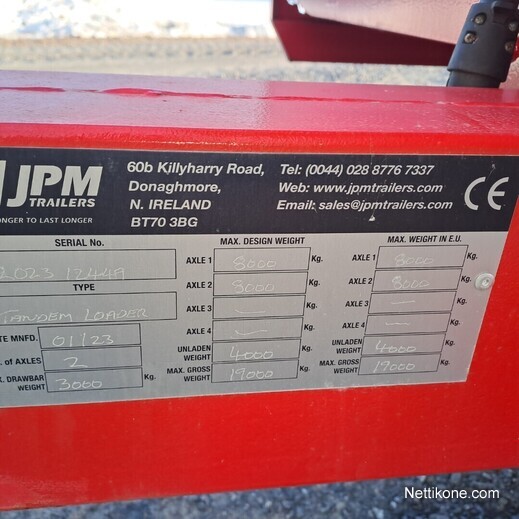 JPM
TRAILERS
NGER TO LAST LONGER
60b Killyharry Road,
Donaghmore,
N. IRELAND
BT70 3BG
Tel: (0044) 028 8776 7337
Web: www.jpmtrailers.com
Email: sales@jpmtrailers.com
CE
SERIAL No.
2023 12449
TYPE
TANDEM LOADER
TE MNFD. 01/23
. of AXLES 2
X. DRAWBAR WEIGHT 3000 Kg.
MAX. DESIGN WEIGHT
AXLE 1 8000 Kg.
AXLE 2 8000 Kg.
AXLE 3 — Kg.
AXLE 4 — Kg.
UNLADEN WEIGHT 4000 Kg.
MAX. GROSS WEIGHT 19000 Kg.
MAX. WEIGHT IN E.U.
AXLE 1 8000 Kg.
AXLE 2 8000 Kg.
AXLE 3 — Kg.
AXLE 4 — Kg.
UNLADEN WEIGHT 4000 Kg.
MAX. GROSS WEIGHT 19000 Kg.
Nettikone.com